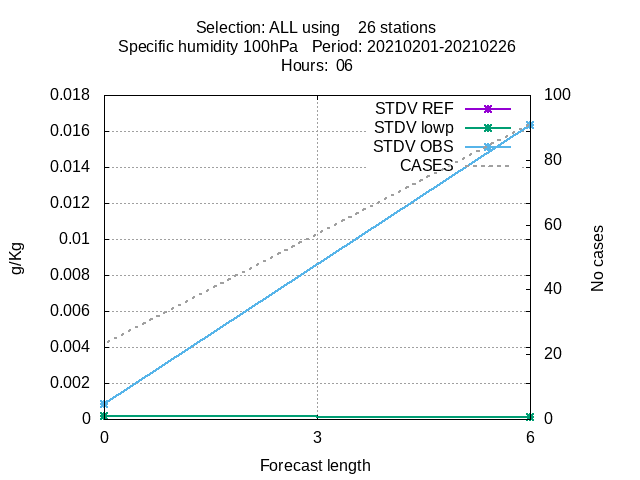 Selection: ALL using    26 stations
Specific humidity 100hPa   Period: 20210201-20210226
Hours:  06
0.018
0.016
0.014
0.012
0.01
0.008
0.006
0.004
0.002
0
g/Kg
STDV REF
STDV lowp
STDV OBS
CASES
100
80
60
40
20
0
No cases
0
3
6
Forecast length